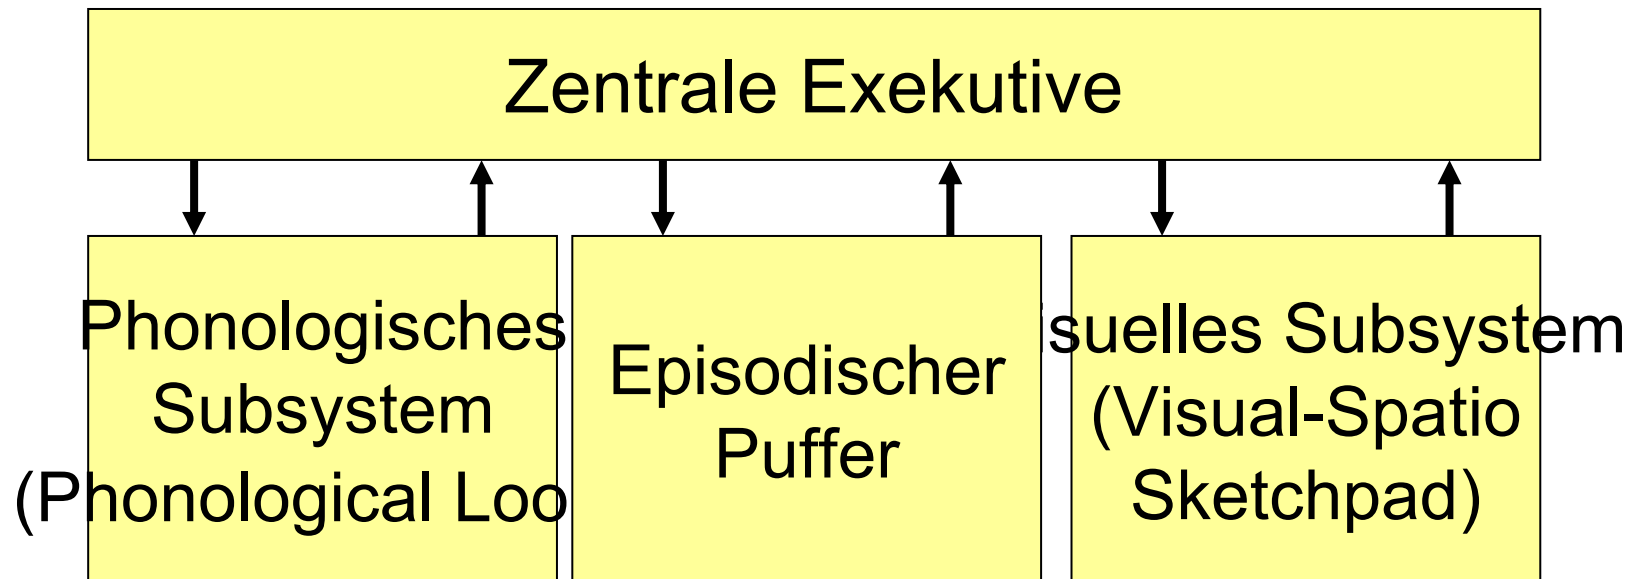 Zentrale Exekutive
Phonologisches
Subsystem
(Phonological Loo
Episodischer
Puffer
isuelles Subsystem
(Visual-Spatio
Sketchpad)